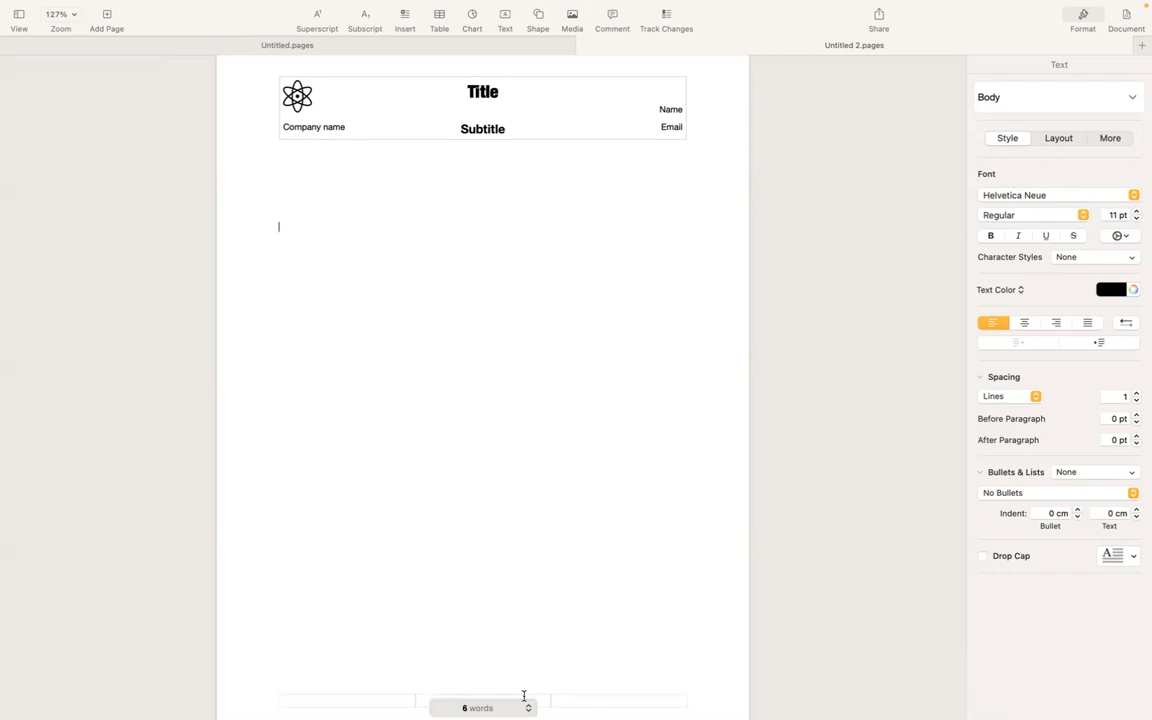 127%
View
Zoom
Add Page
Superscript
Subscript
Insert
Table
Chart
Text
Shape
Media
Comment
Track Changes
Share
Format
Document
Untitled.pages
Untitled 2.pages
Title
Name
Company name
Subtitle
Email
6 words
Text
Body
Style
Layout
More
Font
Helvetica Neue
Regular
11 pt
B I U S
Character Styles
None
Text Color
Spacing
Lines
1
Before Paragraph
0 pt
After Paragraph
0 pt
Bullets & Lists
None
No Bullets
Indent:
0 cm
0 cm
Bullet
Text
Drop Cap